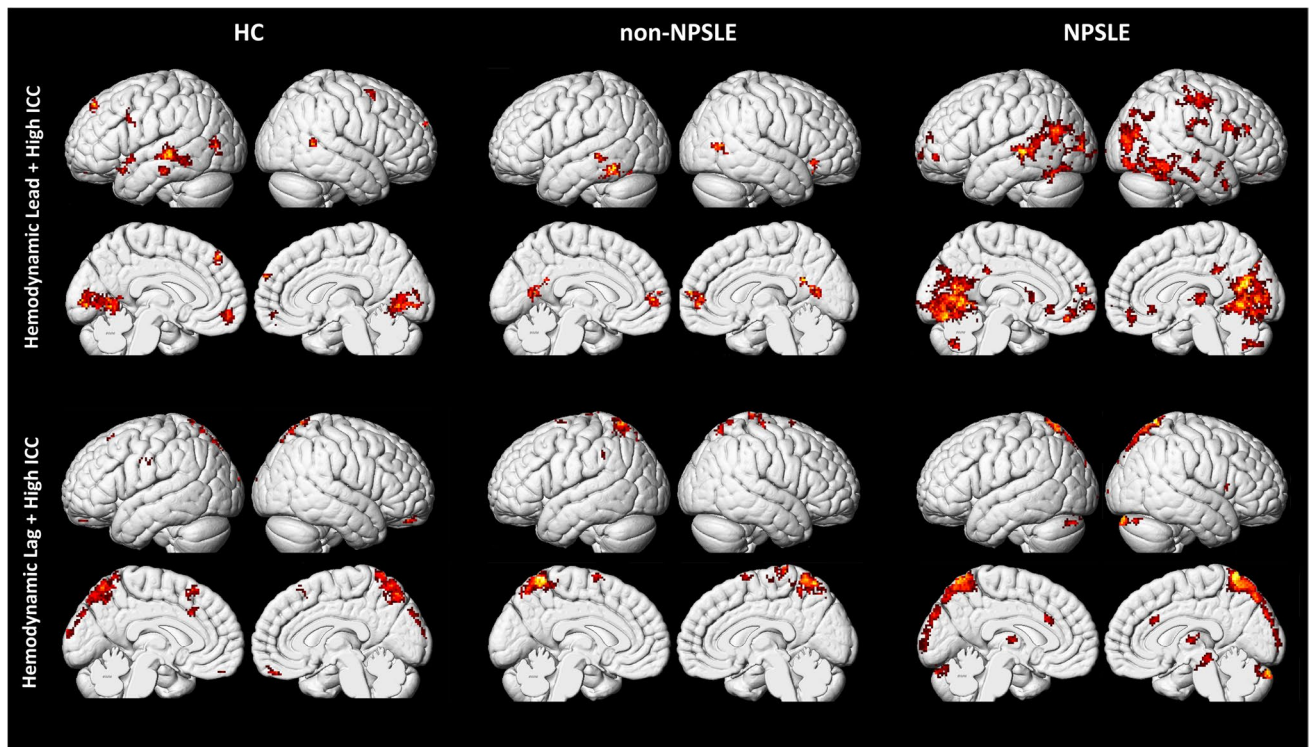 HC
non-NPSLE
NPSLE
Hemodynamic Lead + High ICC
Hemodynamic Lag + High ICC